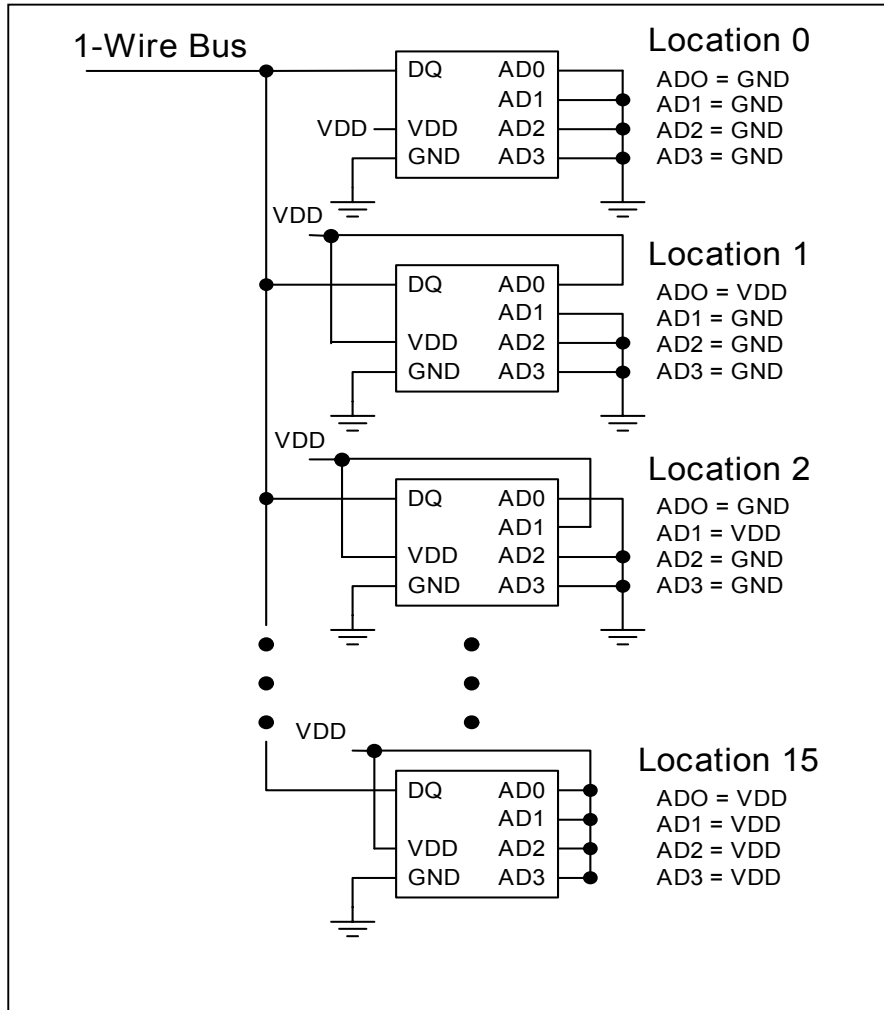 1-Wire Bus
Location 0
DQ AD0
ADO = GND
AD1
AD1 = GND
VDD VDD AD2
AD2 = GND
GND AD3
AD3 = GND
VDD
Location 1
DQ AD0
ADO = VDD
AD1
AD1 = GND
VDD AD2
AD2 = GND
GND AD3
AD3 = GND
VDD
Location 2
DQ AD0
ADO = GND
AD1
AD1 = VDD
VDD AD2
AD2 = GND
GND AD3
AD3 = GND
VDD
Location 15
DQ AD0
ADO = VDD
AD1
AD1 = VDD
VDD AD2
AD2 = VDD
GND AD3
AD3 = VDD